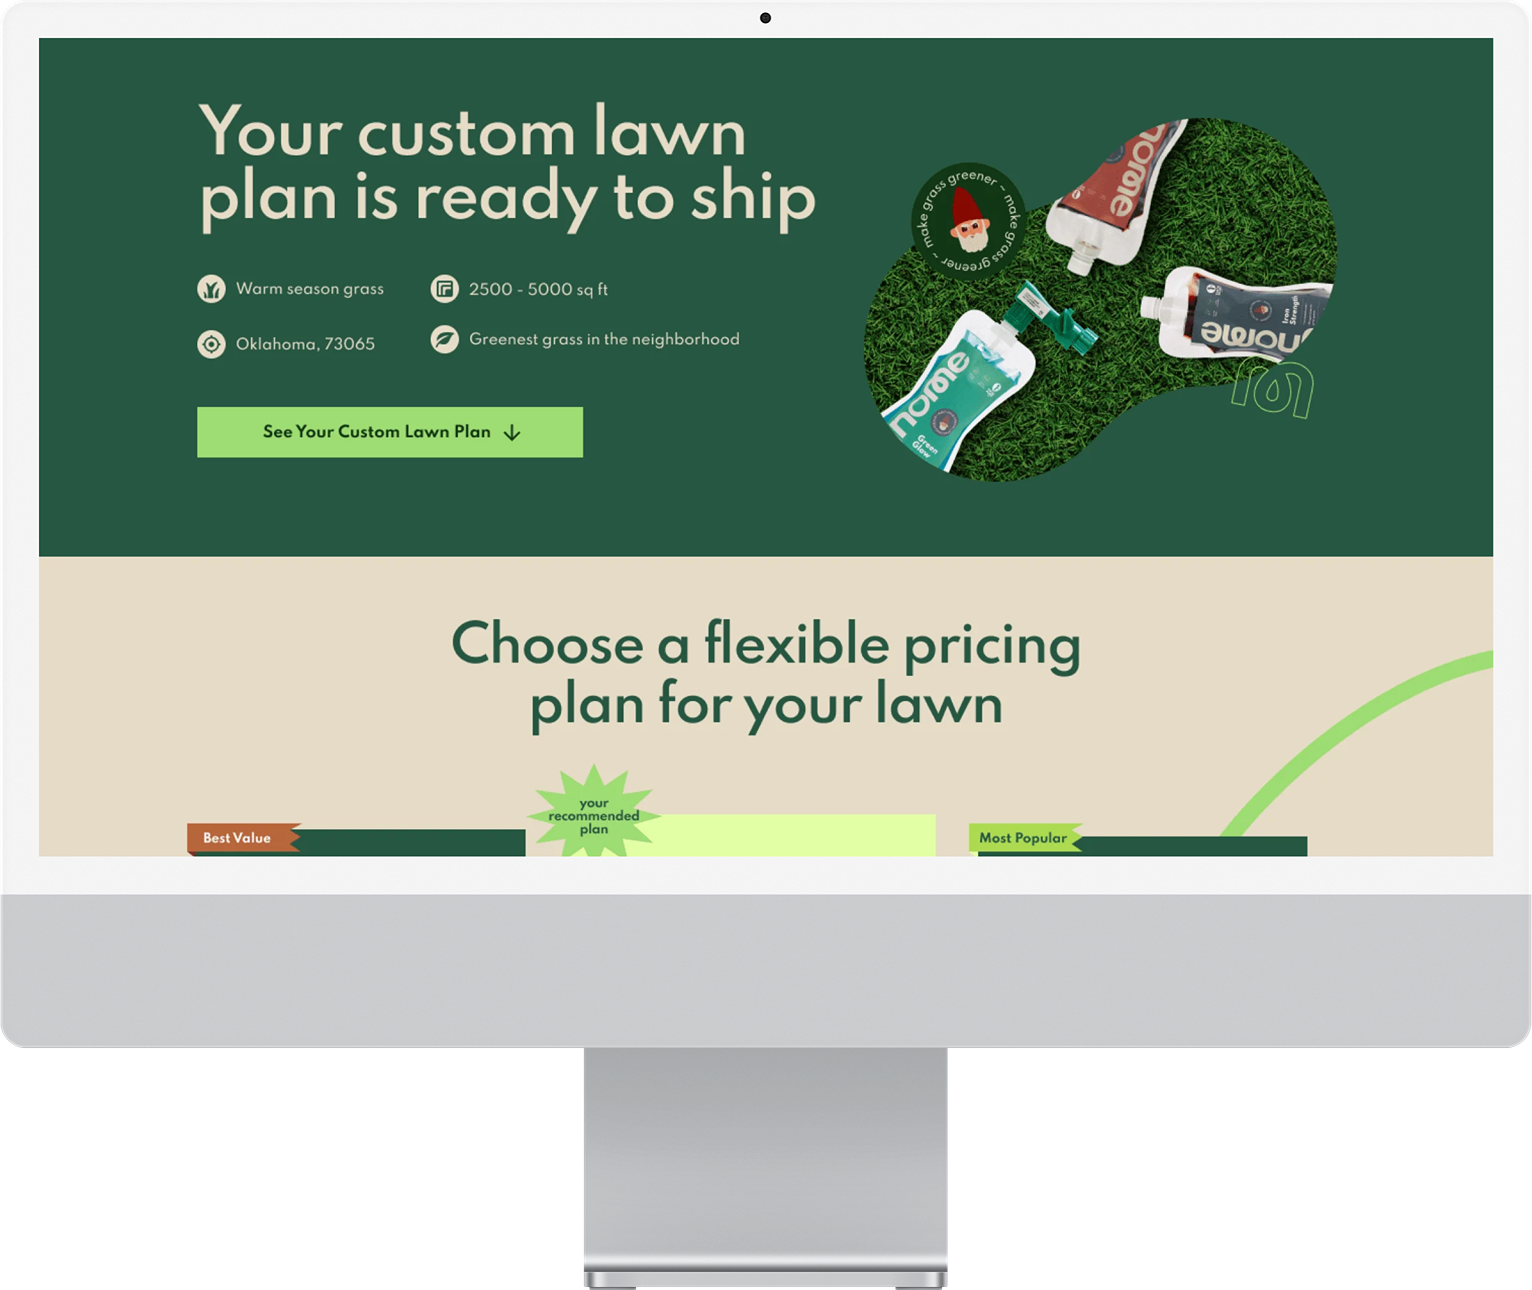 Your custom lawn
plan is ready to ship
Warm season grass
2500 - 5000 sq ft
Oklahoma, 73065
Greenest grass in the neighborhood
See Your Custom Lawn Plan
make grass greener ~ make grass greener ~
nome
nome
Iron
Strength
nome
Green
Glow
Choose a flexible pricing
plan for your lawn
your
recommended
plan
Best Value
Most Popular